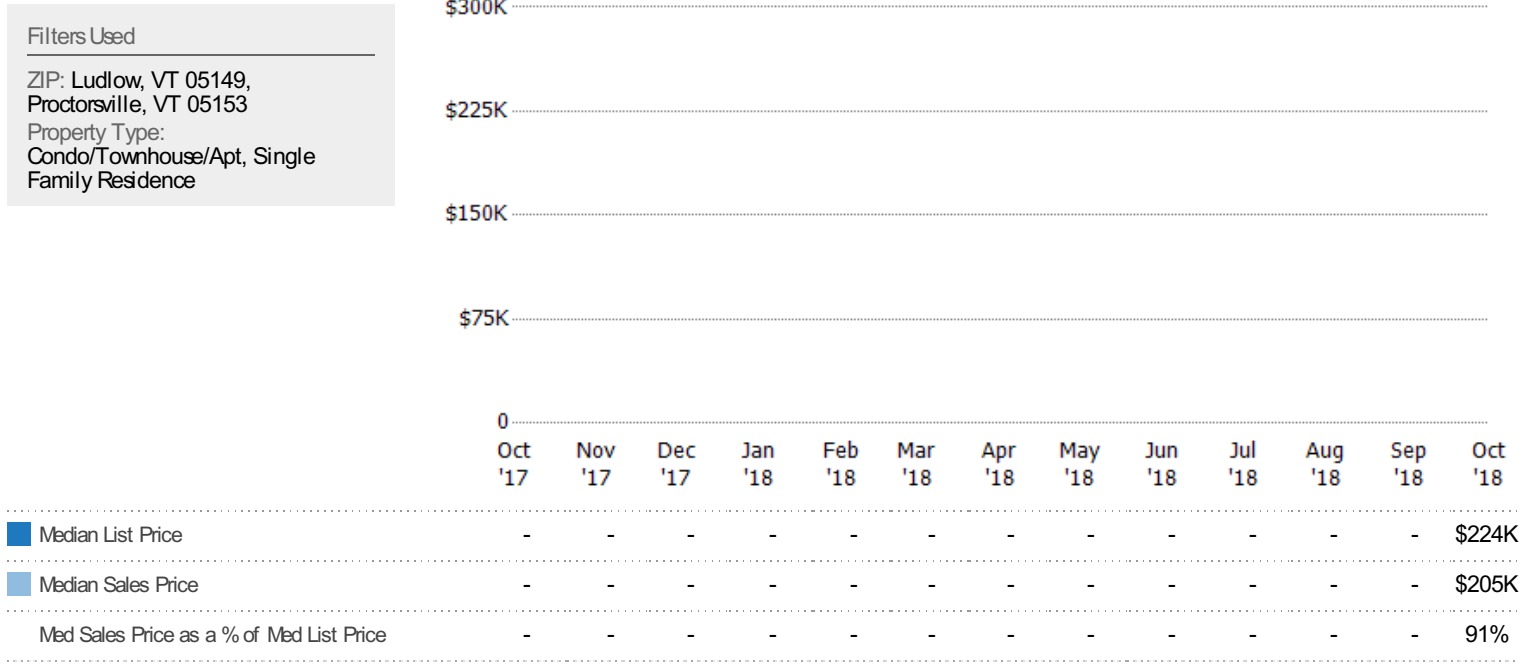 Filters Used
ZIP: Ludlow, VT 05149,
Proctorsville, VT 05153
Property Type:
Condo/Townhouse/Apt, Single
Family Residence
$300K
$225K
$150K
$75K
0
Oct Nov Dec Jan Feb Mar Apr May Jun Jul Aug Sep Oct
'17 '17 '17 '18 '18 '18 '18 '18 '18 '18 '18 '18 '18
Median List Price - - - - - - - - - - - - $224K
Median Sales Price - - - - - - - - - - - - $205K
Med Sales Price as a % of Med List Price - - - - - - - - - - - - 91%